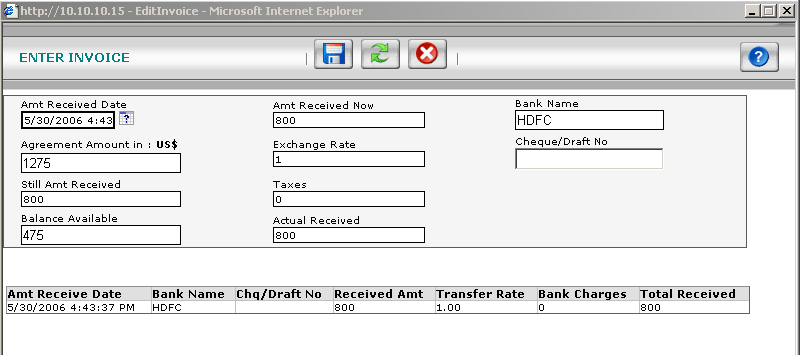 http://10.10.10.15 - EditInvoice - Microsoft Internet Explorer
ENTER INVOICE
Amt Received Date
5/30/2006 4:43
Amt Received Now
800
Bank Name
HDFC
Agreement Amount in : US$
1275
Exchange Rate
1
Cheque/Draft No
Still Amt Received
800
Taxes
0
Balance Available
475
Actual Received
800
Amt Receive Date Bank Name Chq/Draft No Received Amt Transfer Rate Bank Charges Total Received
5/30/2006 4:43:37 PM HDFC 800 1.00 0 800